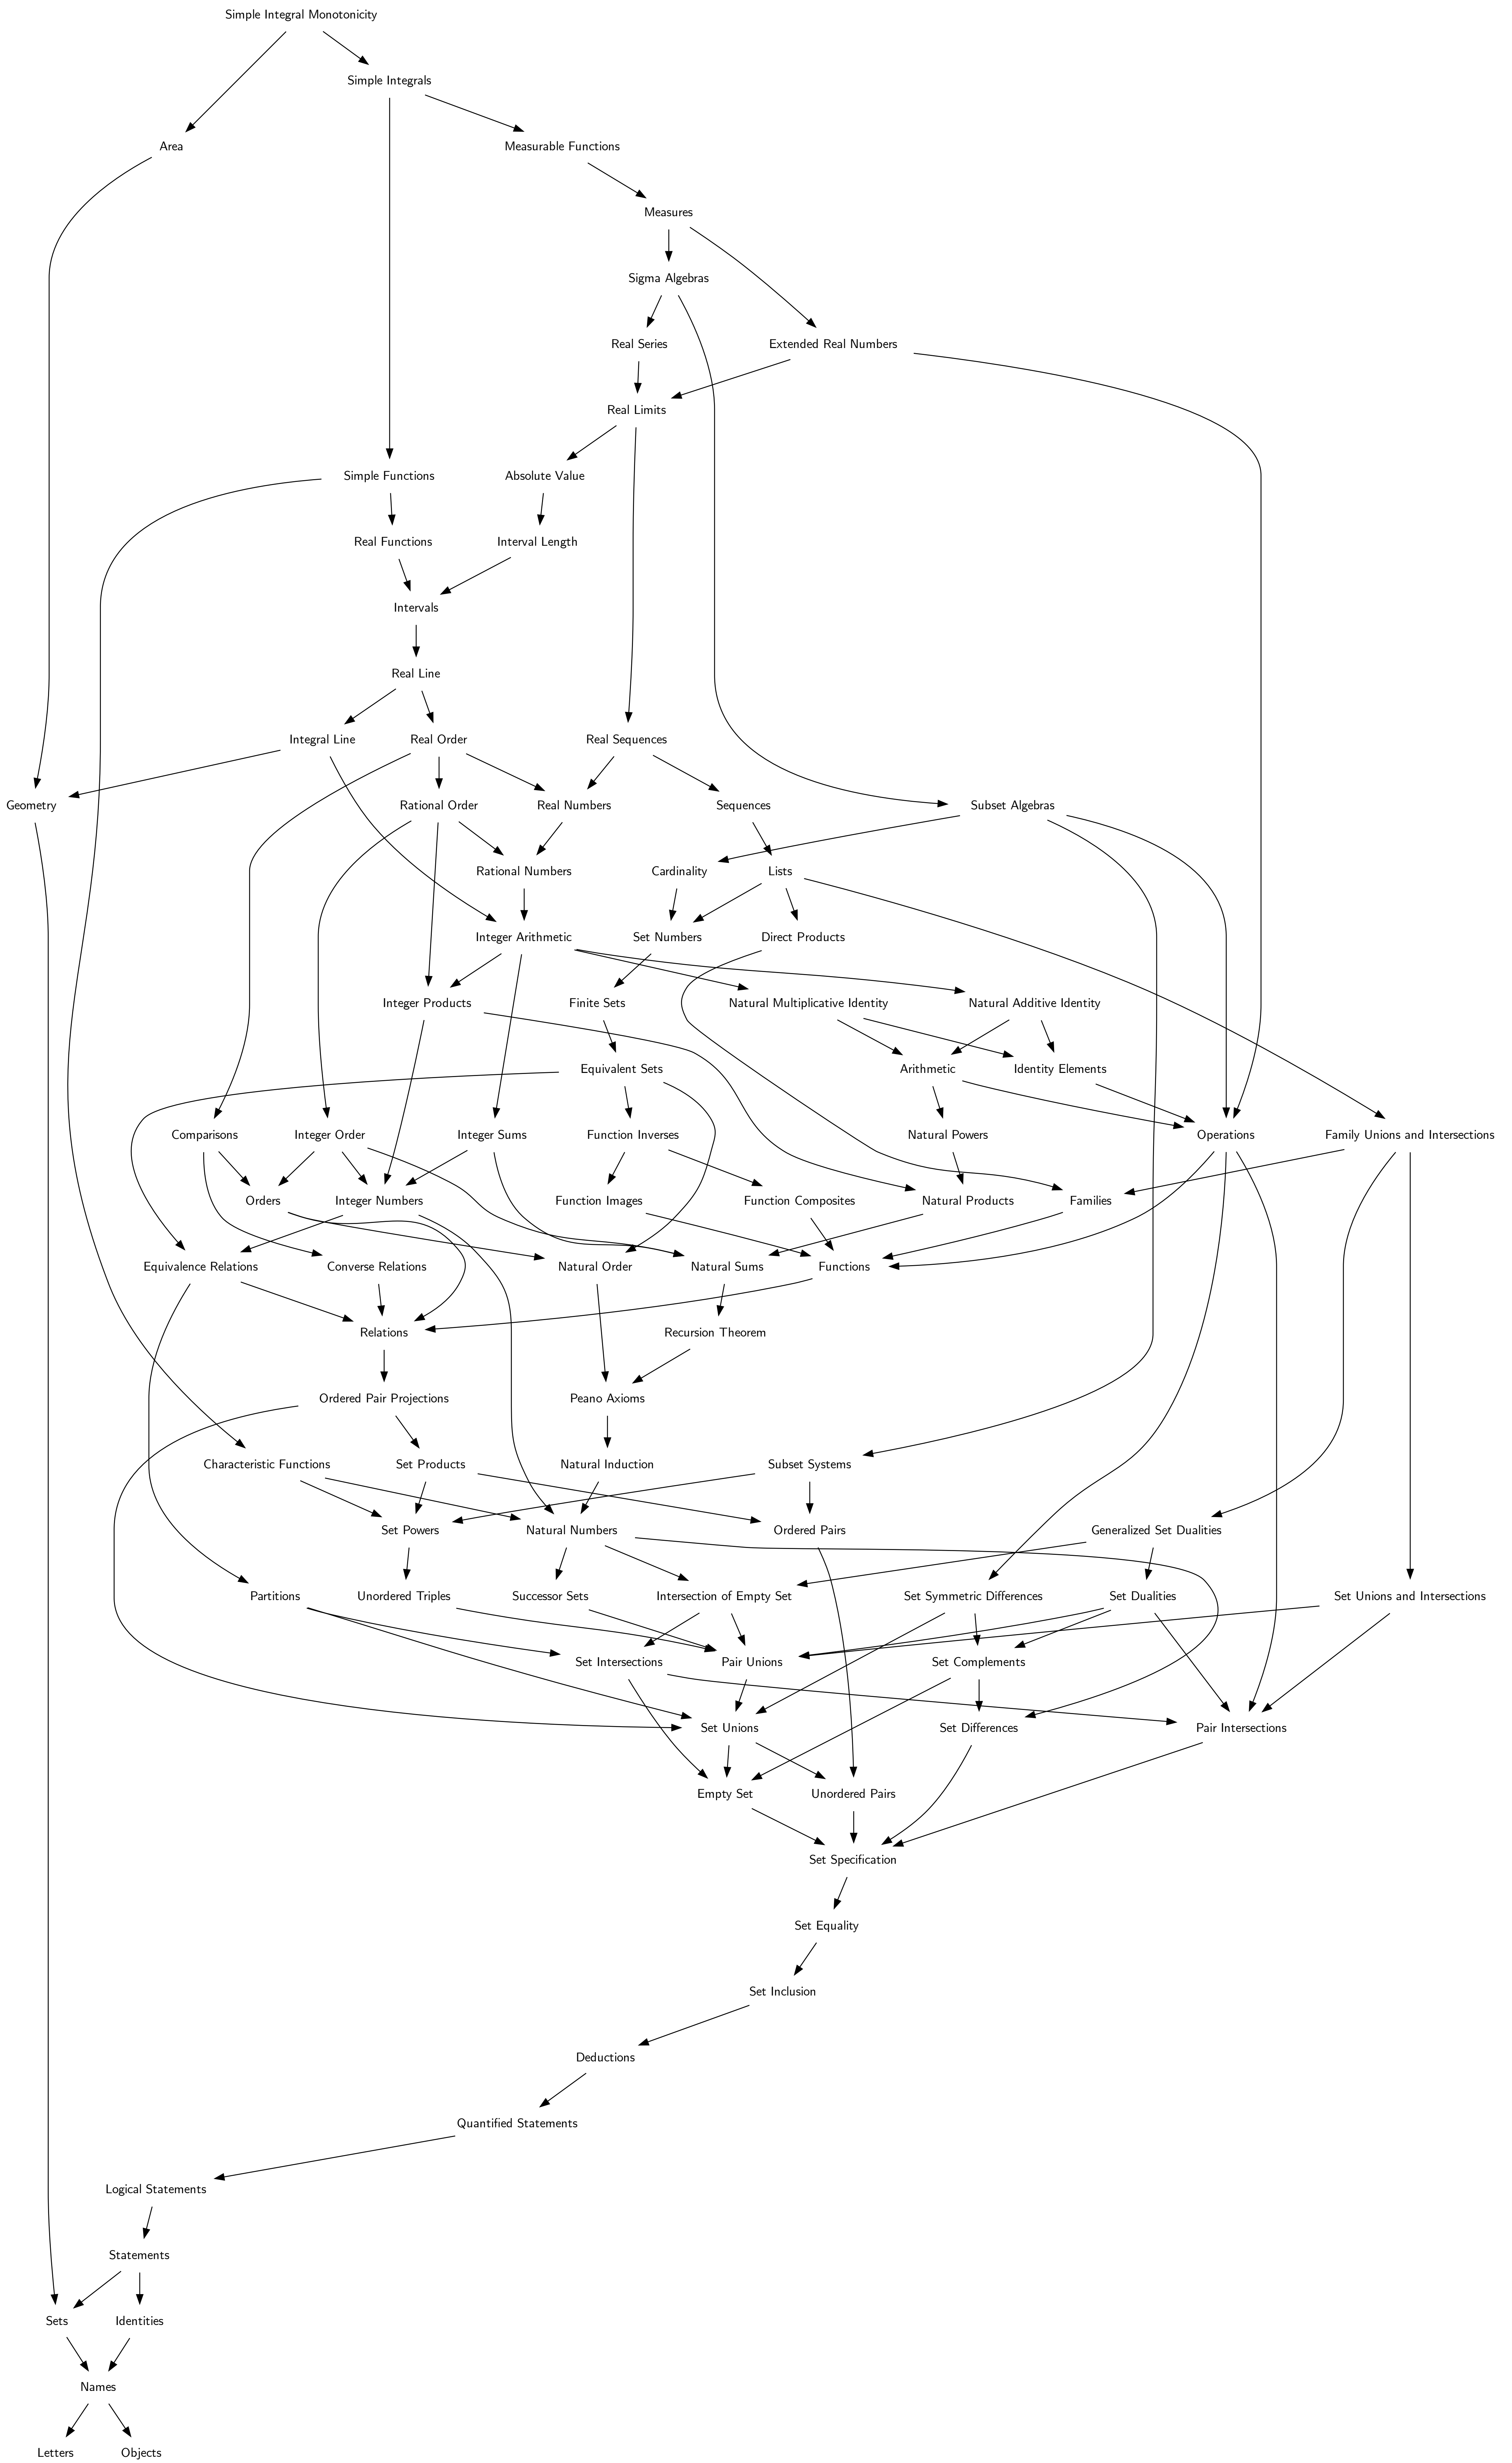 Simple Integral Monotonicity
Simple Integrals
Area
Measurable Functions
Measures
Sigma Algebras
Real Series
Extended Real Numbers
Real Limits
Simple Functions
Absolute Value
Real Functions
Interval Length
Intervals
Real Line
Integral Line
Real Order
Real Sequences
Geometry
Rational Order
Real Numbers
Sequences
Subset Algebras
Rational Numbers
Cardinality
Lists
Integer Arithmetic
Set Numbers
Direct Products
Integer Products
Finite Sets
Natural Multiplicative Identity
Natural Additive Identity
Equivalent Sets
Arithmetic
Identity Elements
Comparisons
Integer Order
Integer Sums
Function Inverses
Natural Powers
Operations
Family Unions and Intersections
Orders
Integer Numbers
Function Images
Function Composites
Natural Products
Families
Equivalence Relations
Converse Relations
Natural Order
Natural Sums
Functions
Relations
Recursion Theorem
Ordered Pair Projections
Peano Axioms
Characteristic Functions
Set Products
Natural Induction
Subset Systems
Set Powers
Natural Numbers
Ordered Pairs
Generalized Set Dualities
Partitions
Unordered Triples
Successor Sets
Intersection of Empty Set
Set Symmetric Differences
Set Dualities
Set Unions and Intersections
Set Intersections
Pair Unions
Set Complements
Set Unions
Set Differences
Pair Intersections
Empty Set
Unordered Pairs
Set Specification
Set Equality
Set Inclusion
Deductions
Quantified Statements
Logical Statements
Statements
Sets
Identities
Names
Letters
Objects